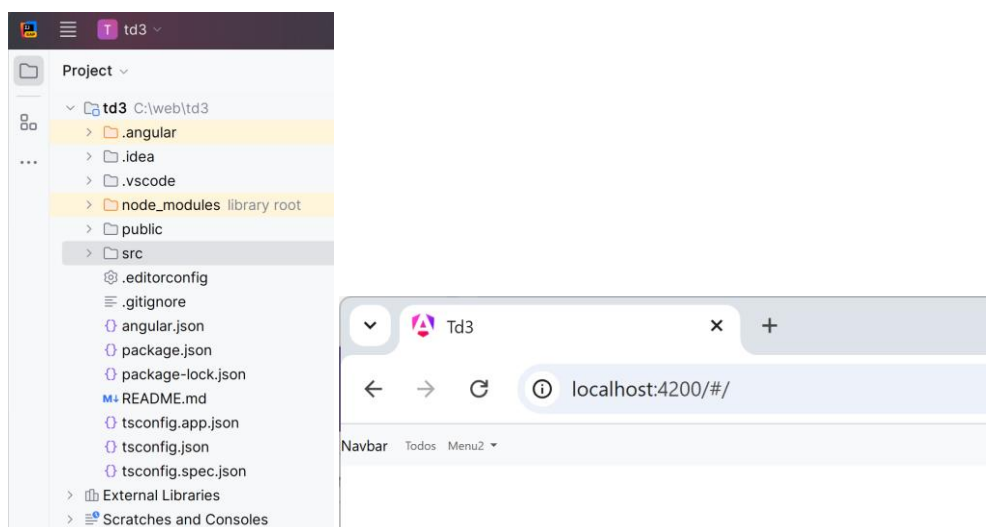 T td3
Project
td3 C:\web\td3
.angular
.idea
.vscode
node_modules library root
public
src
.editorconfig
.gitignore
angular.json
package.json
package-lock.json
M↓ README.md
tsconfig.app.json
tsconfig.json
tsconfig.spec.json
External Libraries
Scratches and Consoles
Td3
localhost:4200/#/
Navbar Todos Menu2